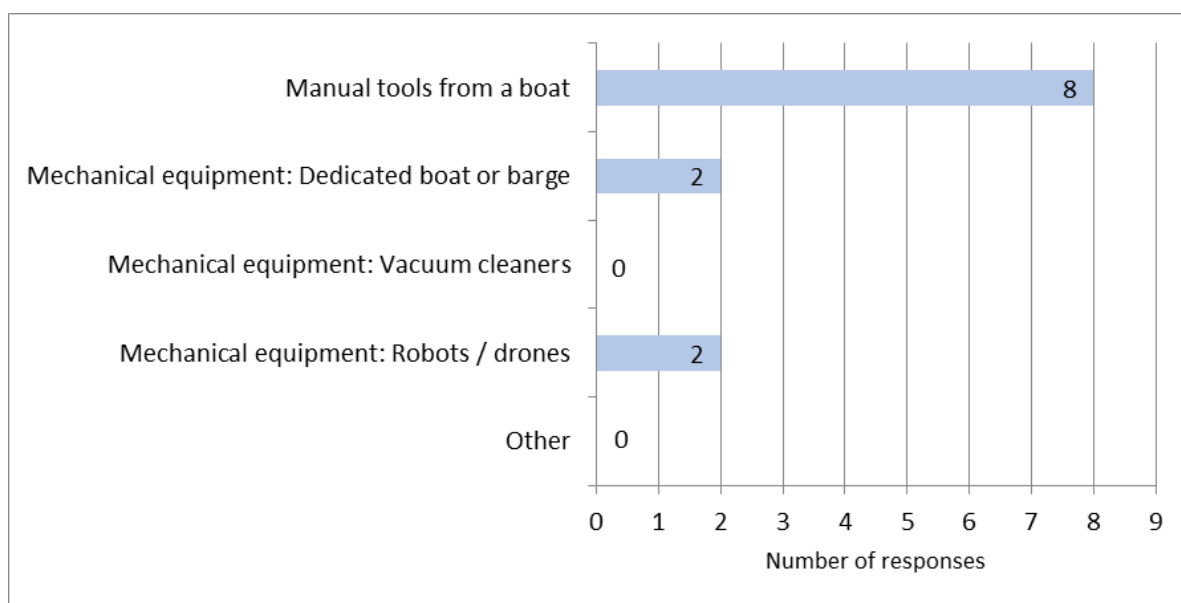 Manual tools from a boat
8
Mechanical equipment: Dedicated boat or barge
2
Mechanical equipment: Vacuum cleaners
0
Mechanical equipment: Robots / drones
2
Other
0
0 1 2 3 4 5 6 7 8 9
Number of responses